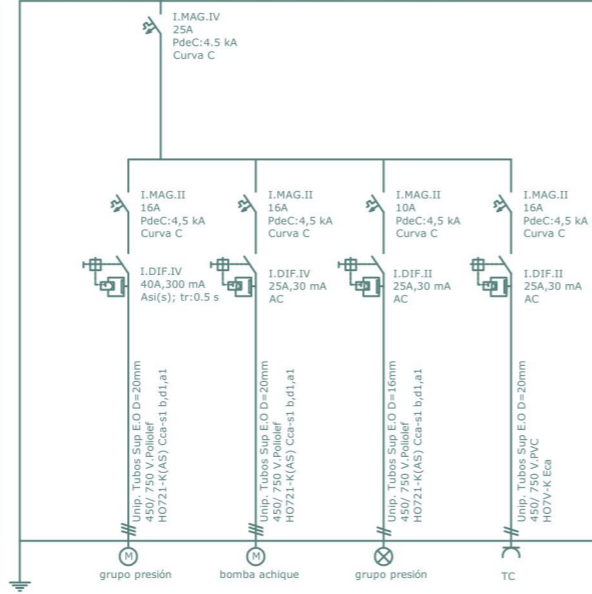 I.MAG.IV
25A
PdeC:4.5 kA
Curva C
I.MAG.II
16A
PdeC:4,5 kA
Curva C
I.MAG.II
16A
PdeC:4,5 kA
Curva C
I.MAG.II
10A
PdeC:4,5 kA
Curva C
I.MAG.II
16A
PdeC:4,5 kA
Curva C
I.DIF.IV
40A,300 mA
Asi(s); tr:0.5 s
I.DIF.IV
25A,30 mA
AC
I.DIF.II
25A,30 mA
AC
I.DIF.II
25A,30 mA
AC
Unip. Tubos Sup E.O D=20mm
450/ 750 V.Poliolef
HO721-K(AS) Cca-s1 b,d1,a1
Unip. Tubos Sup E.O D=20mm
450/ 750 V.Poliolef
HO721-K(AS) Cca-s1 b,d1,a1
Unip. Tubos Sup E.O D=16mm
450/ 750 V.Poliolef
HO721-K(AS) Cca-s1 b,d1,a1
Unip. Tubos Sup E.O D=20mm
450/ 750 V.PVC
HO7V-K Eca
M
M
grupo presión
bomba achique
grupo presión
TC